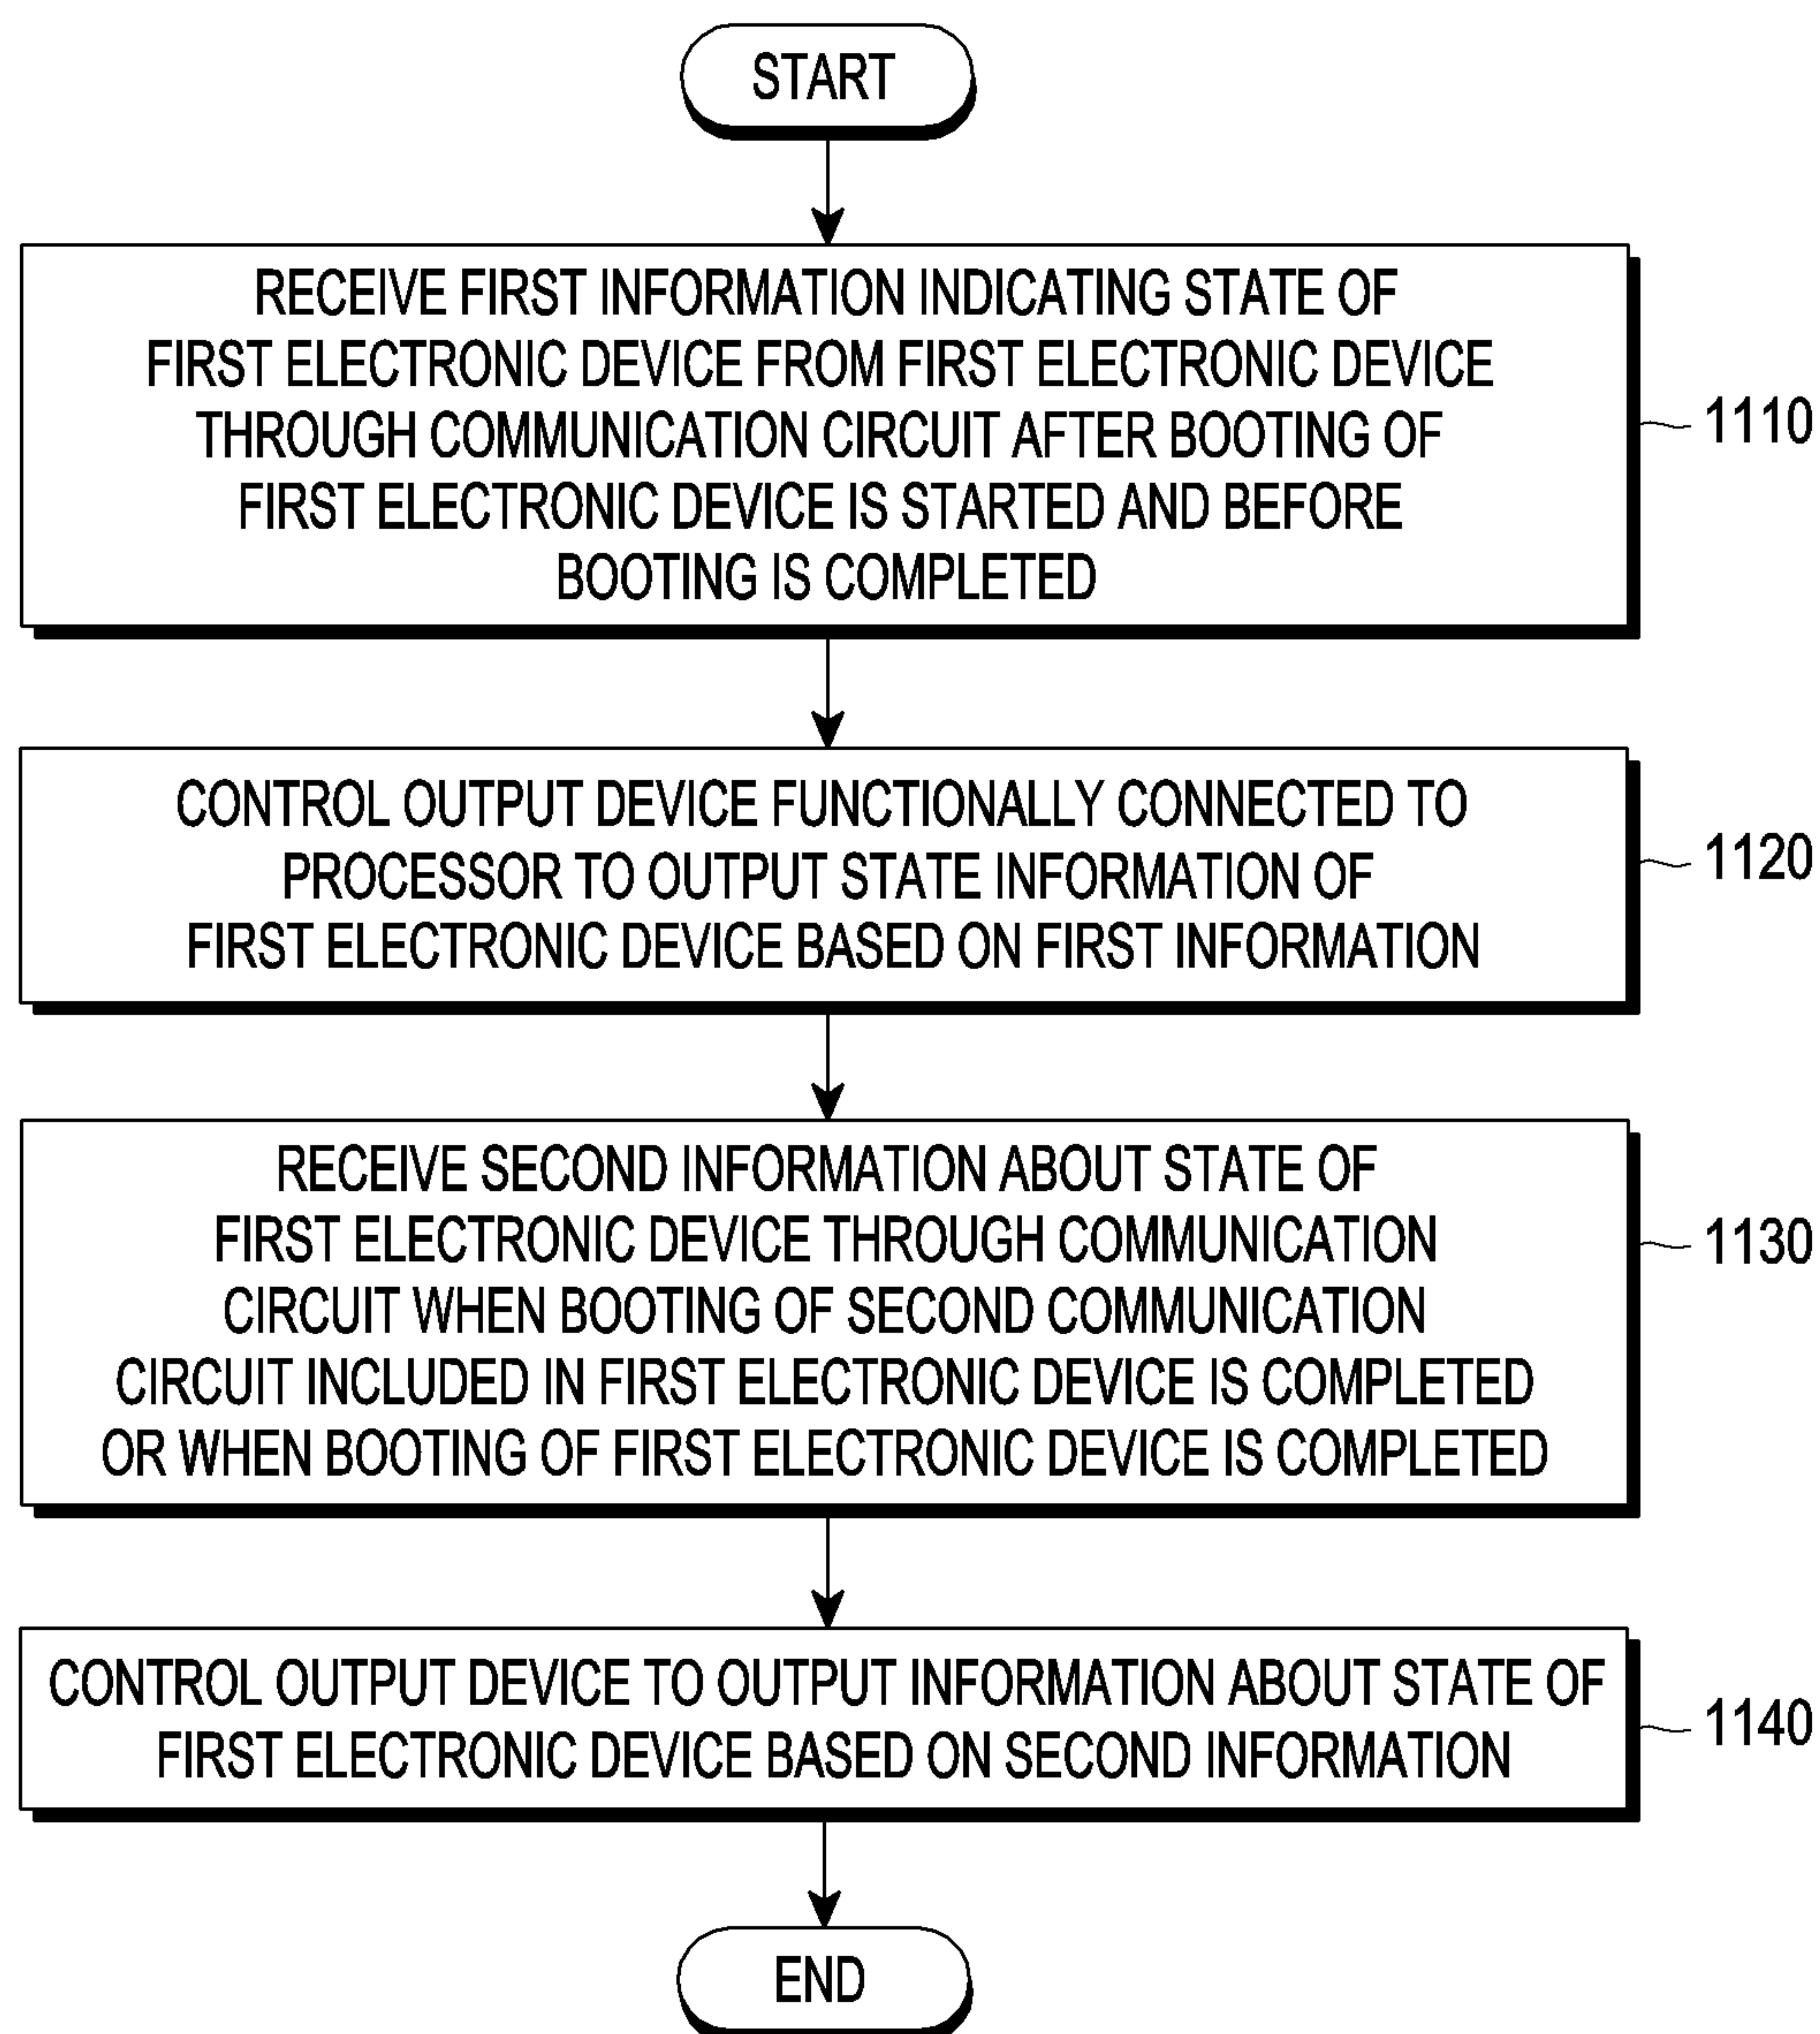 START
RECEIVE FIRST INFORMATION INDICATING STATE OF
FIRST ELECTRONIC DEVICE FROM FIRST ELECTRONIC DEVICE
THROUGH COMMUNICATION CIRCUIT AFTER BOOTING OF
FIRST ELECTRONIC DEVICE IS STARTED AND BEFORE
BOOTING IS COMPLETED
1110
CONTROL OUTPUT DEVICE FUNCTIONALLY CONNECTED TO
PROCESSOR TO OUTPUT STATE INFORMATION OF
FIRST ELECTRONIC DEVICE BASED ON FIRST INFORMATION
1120
RECEIVE SECOND INFORMATION ABOUT STATE OF
FIRST ELECTRONIC DEVICE THROUGH COMMUNICATION
CIRCUIT WHEN BOOTING OF SECOND COMMUNICATION
CIRCUIT INCLUDED IN FIRST ELECTRONIC DEVICE IS COMPLETED
OR WHEN BOOTING OF FIRST ELECTRONIC DEVICE IS COMPLETED
1130
CONTROL OUTPUT DEVICE TO OUTPUT INFORMATION ABOUT STATE OF
FIRST ELECTRONIC DEVICE BASED ON SECOND INFORMATION
1140
END